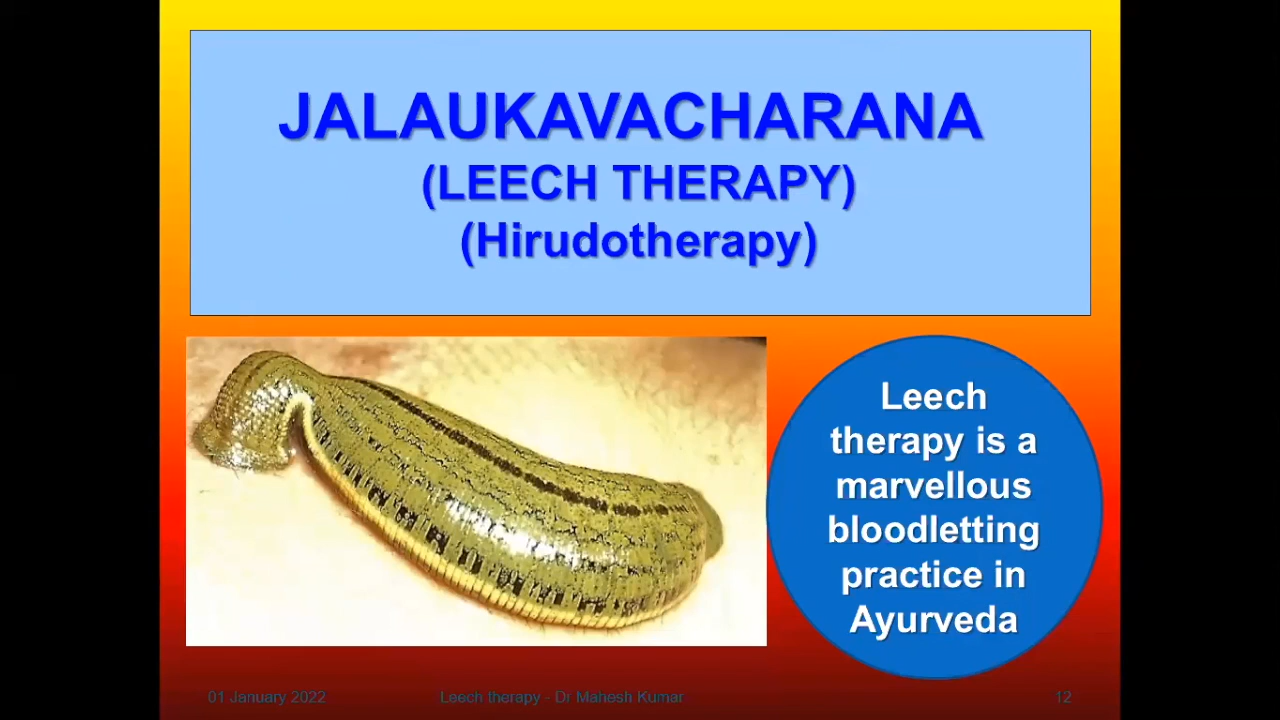 JALAUKAVACHARANA
(LEECH THERAPY)
(Hirudotherapy)
Leech
therapy is a
marvellous
bloodletting
practice in
Ayurveda
01 January 2022
Leech therapy - Dr Mahesh Kumar
12